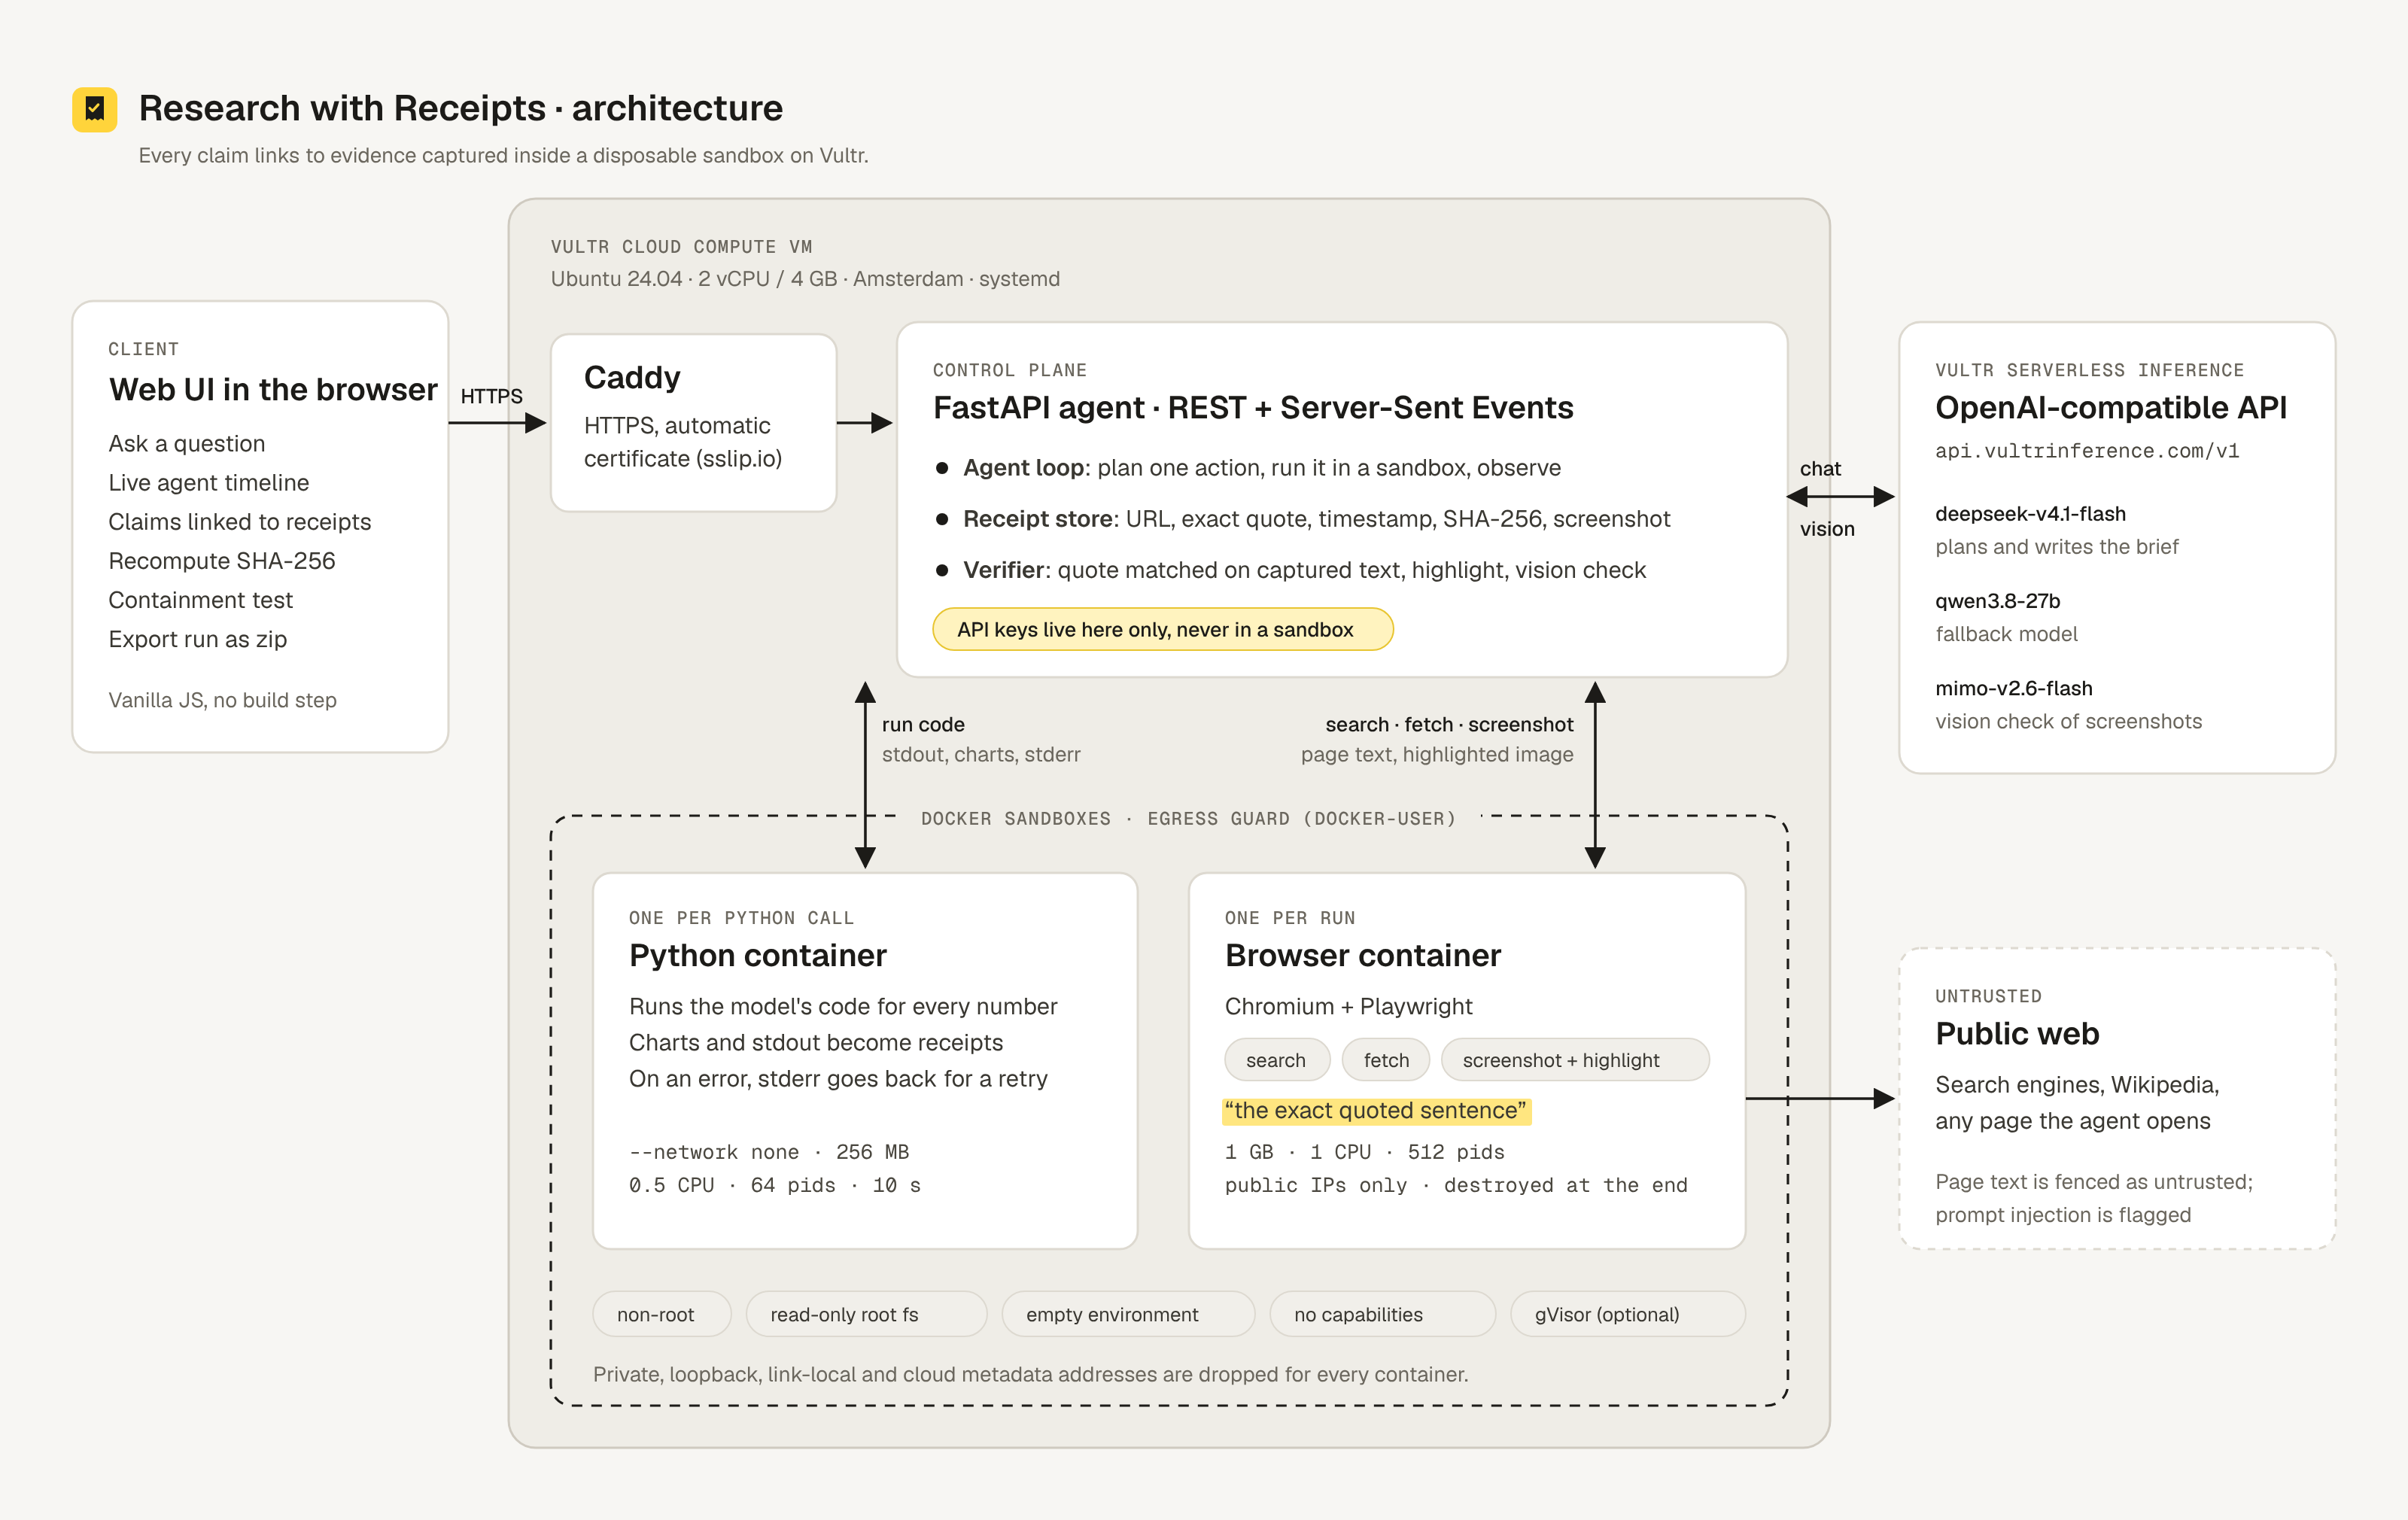 Research with Receipts · architecture
Every claim links to evidence captured inside a disposable sandbox on Vultr.
CLIENT
Web UI in the browser
Ask a question
Live agent timeline
Claims linked to receipts
Recompute SHA-256
Containment test
Export run as zip
Vanilla JS, no build step
HTTPS
VULTR CLOUD COMPUTE VM
Ubuntu 24.04 · 2 vCPU / 4 GB · Amsterdam · systemd
Caddy
HTTPS, automatic
certificate (sslip.io)
CONTROL PLANE
FastAPI agent · REST + Server-Sent Events
Agent loop: plan one action, run it in a sandbox, observe
Receipt store: URL, exact quote, timestamp, SHA-256, screenshot
Verifier: quote matched on captured text, highlight, vision check
API keys live here only, never in a sandbox
chat
vision
VULTR SERVERLESS INFERENCE
OpenAI-compatible API
api.vultrinference.com/v1
deepseek-v4.1-flash
plans and writes the brief
qwen3.8-27b
fallback model
mimo-v2.6-flash
vision check of screenshots
run code
stdout, charts, stderr
search · fetch · screenshot
page text, highlighted image
DOCKER SANDBOXES · EGRESS GUARD (DOCKER-USER)
ONE PER PYTHON CALL
Python container
Runs the model's code for every number
Charts and stdout become receipts
On an error, stderr goes back for a retry
--network none · 256 MB
0.5 CPU · 64 pids · 10 s
ONE PER RUN
Browser container
Chromium + Playwright
search
fetch
screenshot + highlight
“the exact quoted sentence”
1 GB · 1 CPU · 512 pids
public IPs only · destroyed at the end
UNTRUSTED
Public web
Search engines, Wikipedia,
any page the agent opens
Page text is fenced as untrusted;
prompt injection is flagged
non-root
read-only root fs
empty environment
no capabilities
gVisor (optional)
Private, loopback, link-local and cloud metadata addresses are dropped for every container.